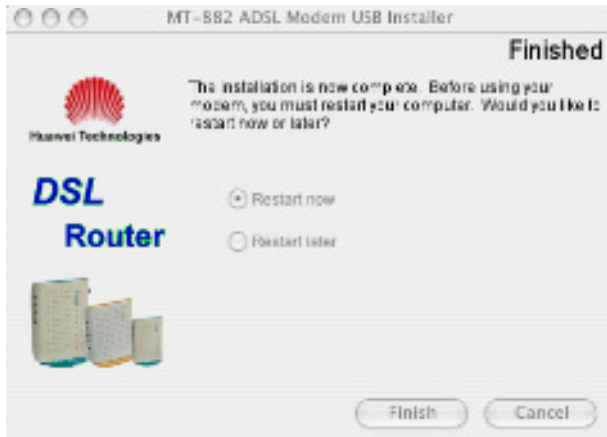 MT-882 ADSL Modem USB Installer
Finished
The installation is now complete. Before using your
modem, you must restart your computer. Would you like to
restart now or later?
Huawei Technologies
DSL
Router
Restart now
Restart later
Finish
Cancel